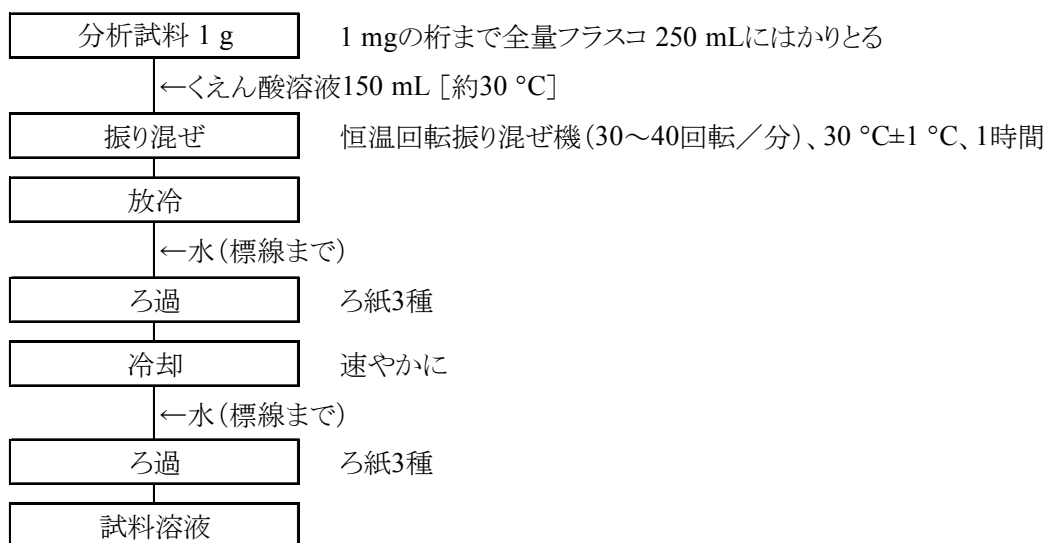 分析試料 1 g 1 mgの桁まで全量フラスコ 250 mLにはかりとる
←くえん酸溶液150 mL [約30 °C]
振り混ぜ 恒温回転振り混ぜ機(30～40回転／分)、30 °C±1 °C、1時間
放冷
←水(標線まで)
ろ過 ろ紙3種
冷却 速やかに
←水(標線まで)
ろ過 ろ紙3種
試料溶液